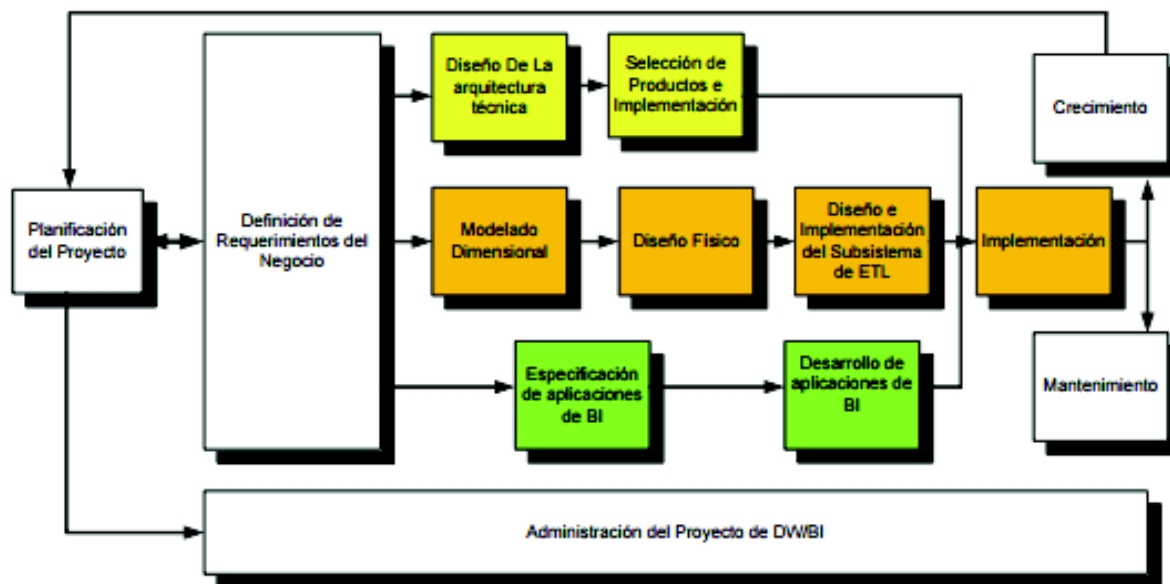 Planificación
del Proyecto
Definición de
Requerimientos del
Negocio
Diseño De La
arquitectura
técnica
Selección de
Productos e
Implementación
Modelado
Dimensional
Diseño Físico
Diseño e
Implementación
del Subsistema
de ETL
Implementación
Especificación
de aplicaciones
de BI
Desarrollo de
aplicaciones de
BI
Crecimiento
Mantenimiento
Administración del Proyecto de DW/BI